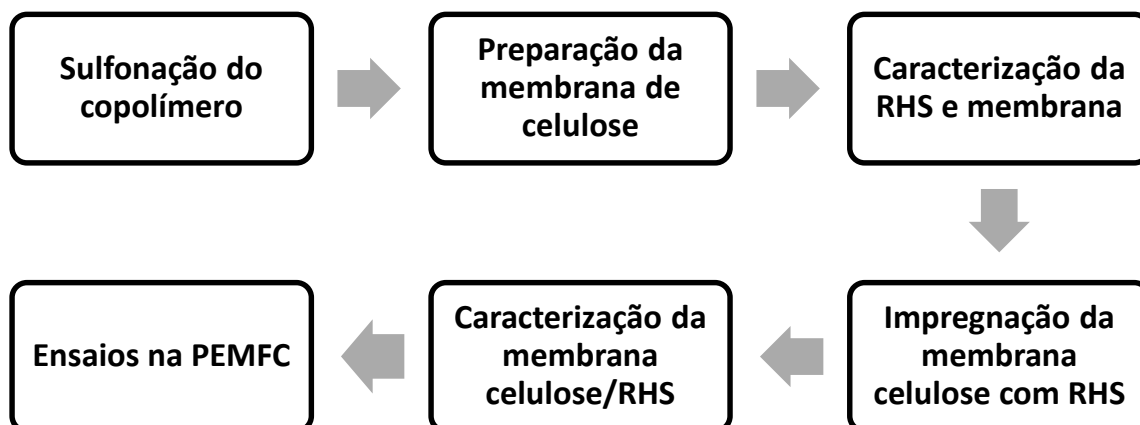 Sulfonação do
copolímero
Preparação da
membrana de
celulose
Caracterização da
RHS e membrana
Impregnação da
membrana
celulose com RHS
Caracterização da
membrana
celulose/RHS
Ensaios na PEMFC